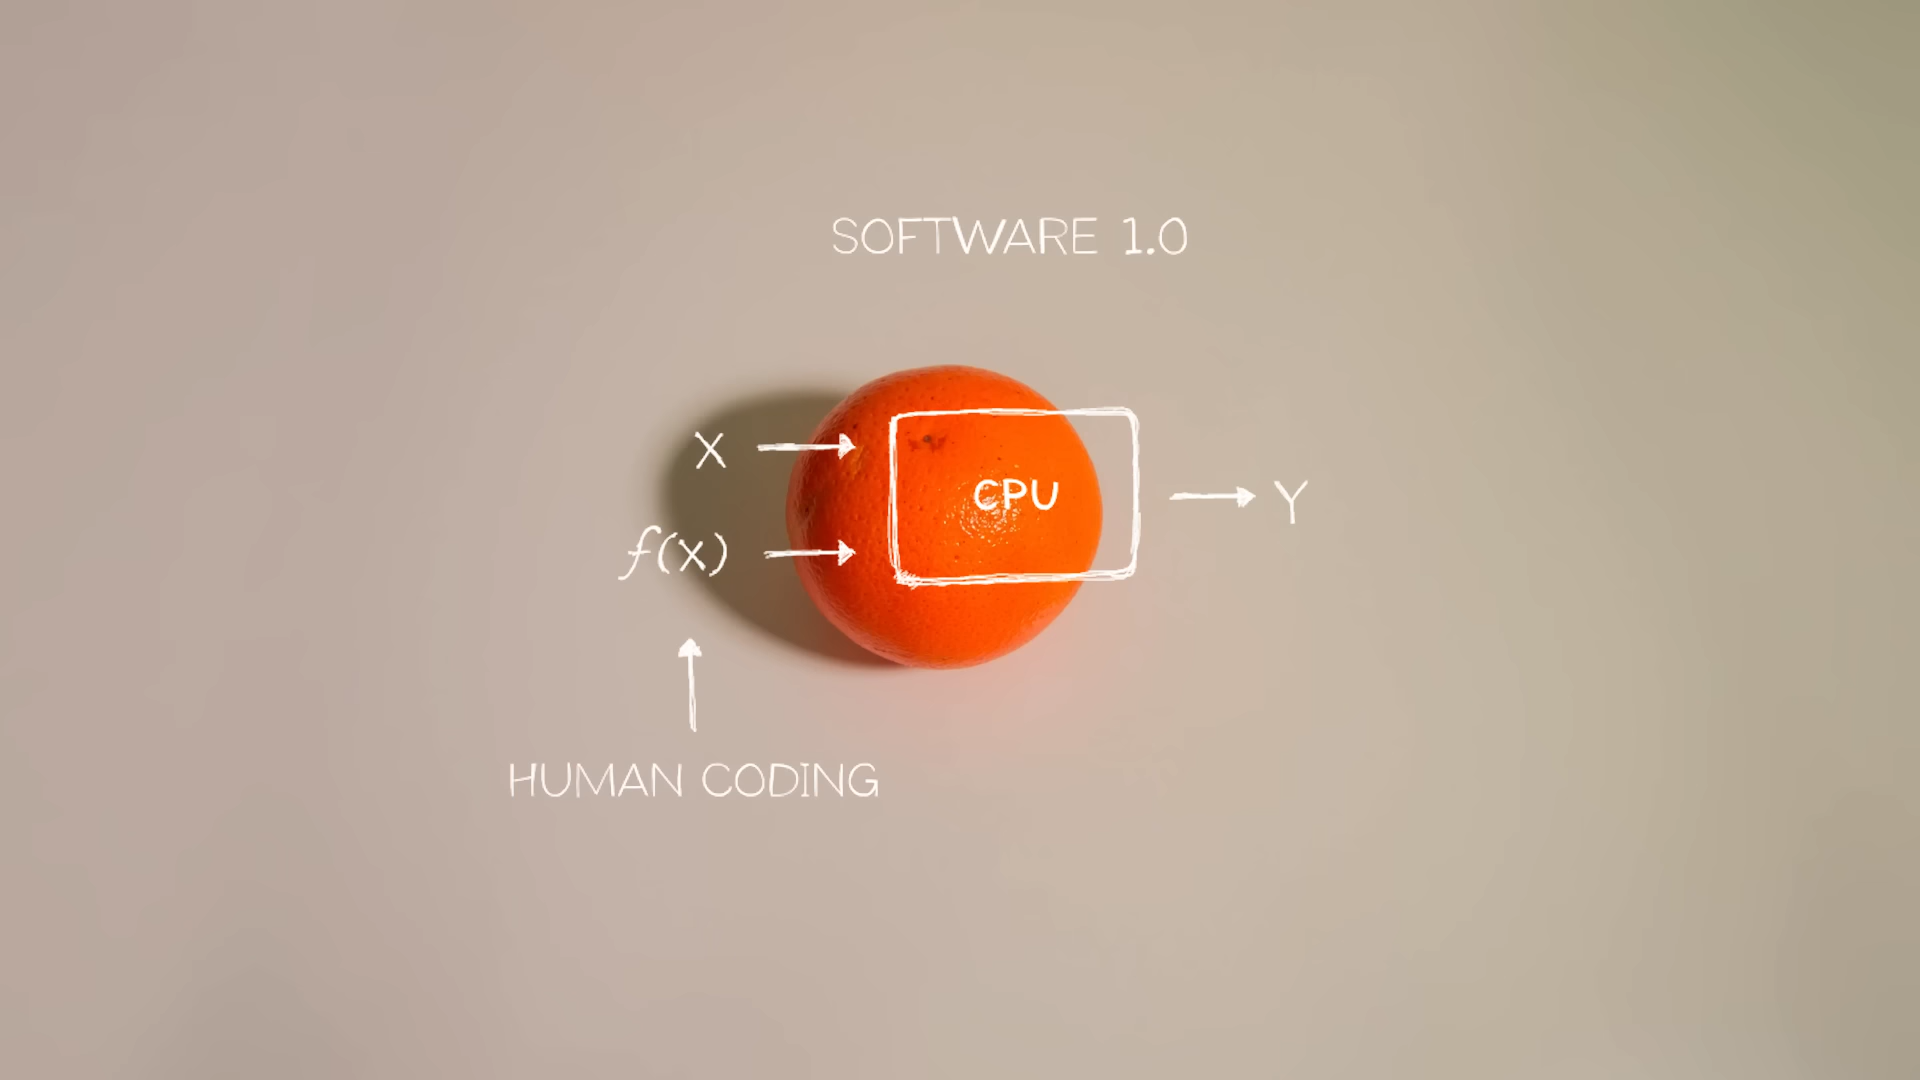 SOFTWARE 1.0
X
CPU
Y
f(x)
HUMAN CODING